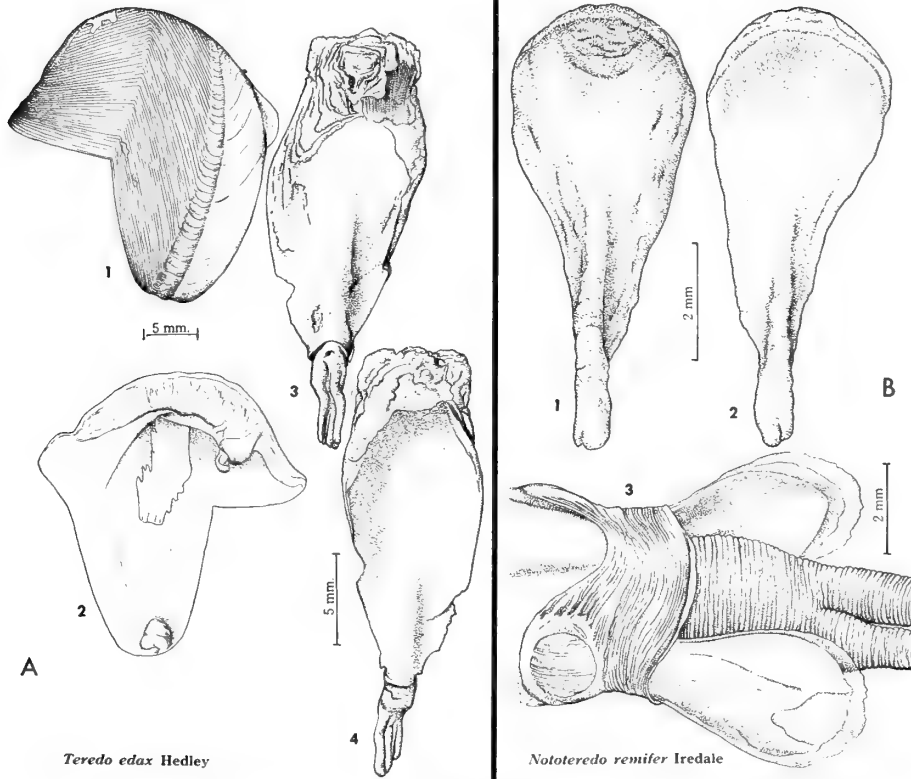 1
5 mm.
2
3
5 mm
4
A
Teredo edax Hedley
1
2 mm
2
B
3
2 mm
Nototeredo remifer Iredale